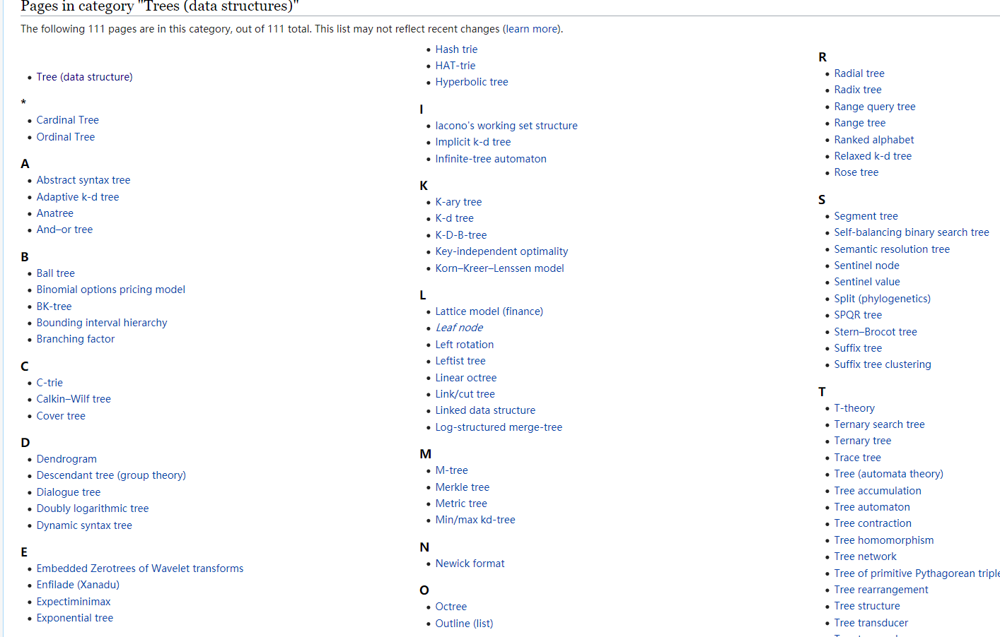 Pages in category "Trees (data structures)"
The following 111 pages are in this category, out of 111 total. This list may not reflect recent changes (learn more).
Tree (data structure)
*
Cardinal Tree
Ordinal Tree
A
Abstract syntax tree
Adaptive k-d tree
Anatree
And–or tree
B
Ball tree
Binomial options pricing model
BK-tree
Bounding interval hierarchy
Branching factor
C
C-trie
Calkin–Wilf tree
Cover tree
D
Dendrogram
Descendant tree (group theory)
Dialogue tree
Doubly logarithmic tree
Dynamic syntax tree
E
Embedded Zerotrees of Wavelet transforms
Enfilade (Xanadu)
Expectiminimax
Exponential tree
Hash trie
HAT-trie
Hyperbolic tree
I
Iacono's working set structure
Implicit k-d tree
Infinite-tree automaton
K
K-ary tree
K-d tree
K-D-B-tree
Key-independent optimality
Korn–Kreer–Lenssen model
L
Lattice model (finance)
Leaf node
Left rotation
Leftist tree
Linear octree
Link/cut tree
Linked data structure
Log-structured merge-tree
M
M-tree
Merkle tree
Metric tree
Min/max kd-tree
N
Newick format
O
Octree
Outline (list)
R
Radial tree
Radix tree
Range query tree
Range tree
Ranked alphabet
Relaxed k-d tree
Rose tree
S
Segment tree
Self-balancing binary search tree
Semantic resolution tree
Sentinel node
Sentinel value
Split (phylogenetics)
SPQR tree
Stern–Brocot tree
Suffix tree
Suffix tree clustering
T
T-theory
Ternary search tree
Ternary tree
Trace tree
Tree (automata theory)
Tree accumulation
Tree automaton
Tree contraction
Tree homomorphism
Tree network
Tree of primitive Pythagorean triple
Tree rearrangement
Tree structure
Tree transducer